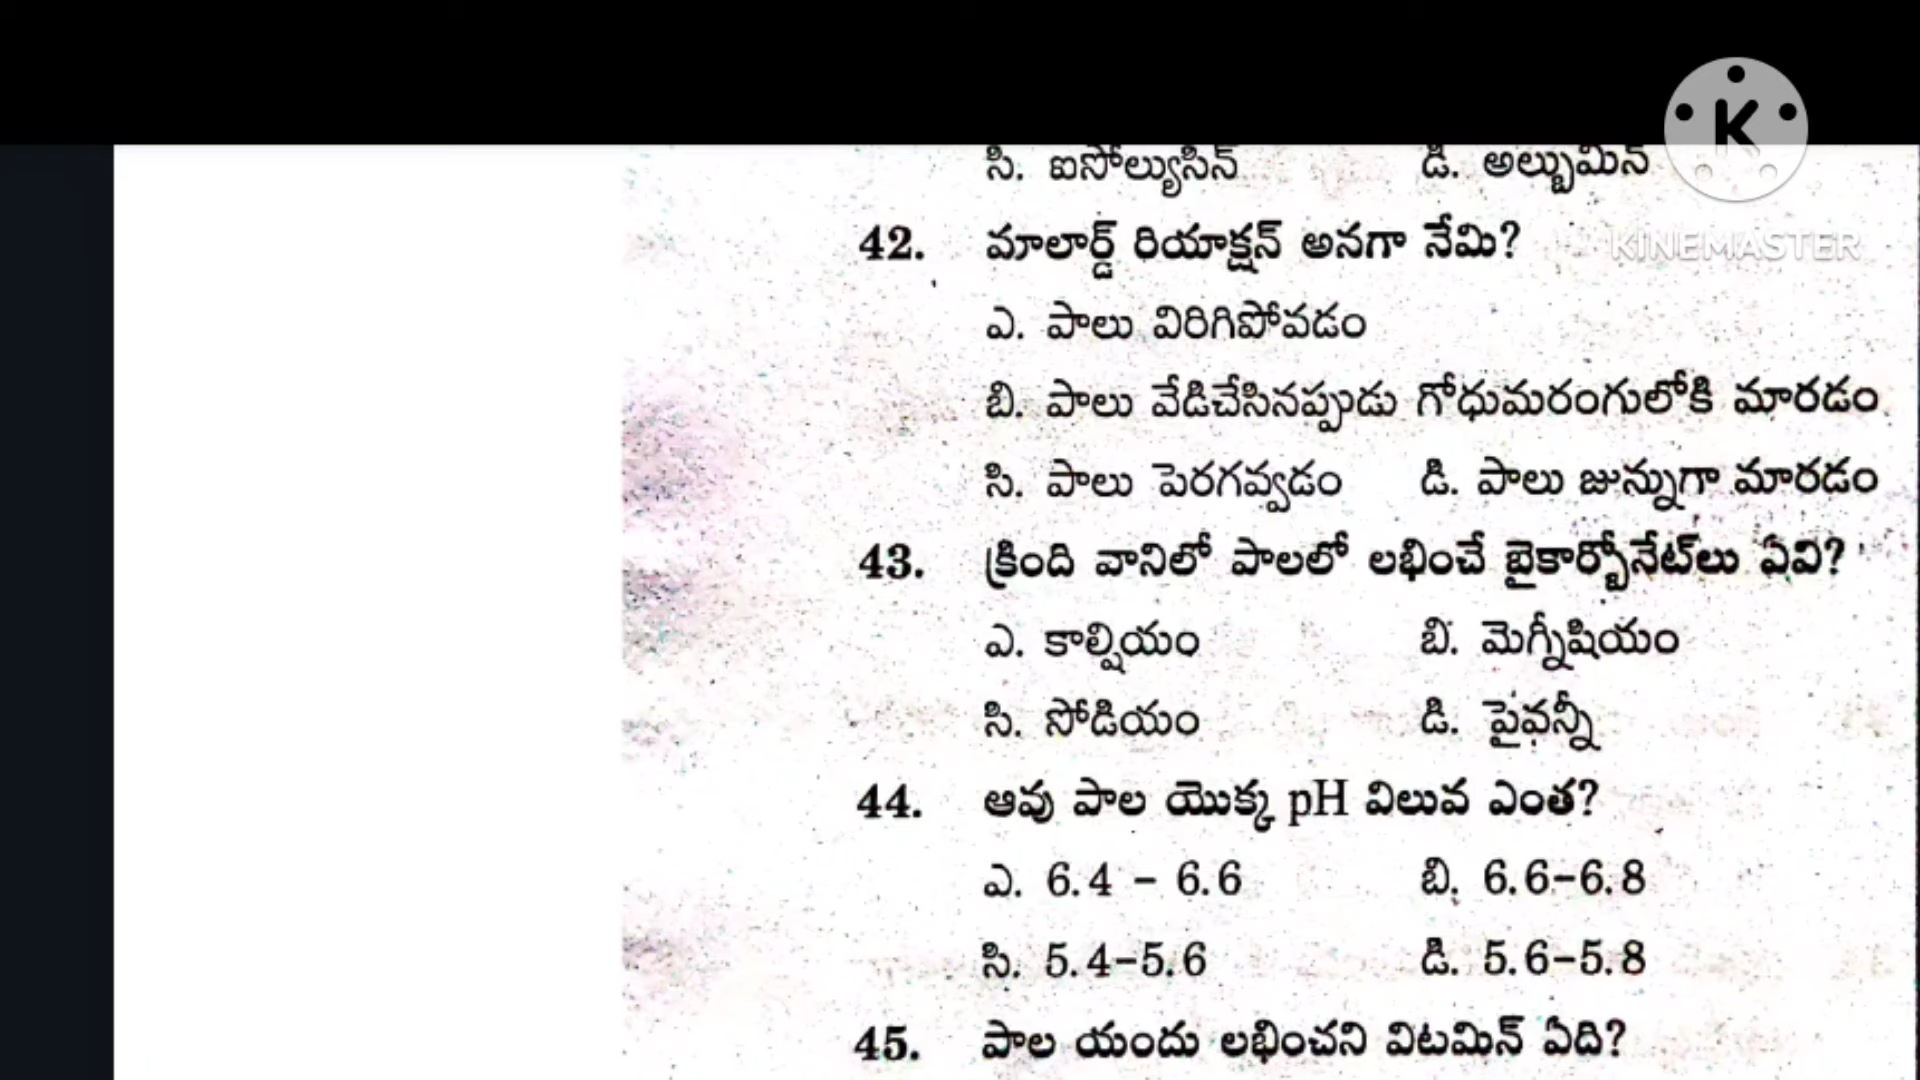 సి. ఐసోల్యుసిన్ డి. అల్బుమిన్
K
KINEMASTER
42. మాలార్డ్ రియాక్షన్ అనగా నేమి?
ఎ. పాలు విరిగిపోవడం
బి. పాలు వేడిచేసినప్పుడు గోధుమరంగులోకి మారడం
సి. పాలు పెరగవ్వడం డి. పాలు జున్నుగా మారడం
43. క్రింది వానిలో పాలలో లభించే బైకార్బోనేట్‌లు ఏవి?
ఎ. కాల్షియం బి. మెగ్నీషియం
సి. సోడియం డి. పైవన్నీ
44. ఆవు పాల యొక్క pH విలువ ఎంత?
ఎ. 6.4 - 6.6 బి. 6.6-6.8
సి. 5.4-5.6 డి. 5.6-5.8
45. పాల యందు లభించని విటమిన్ ఏది?